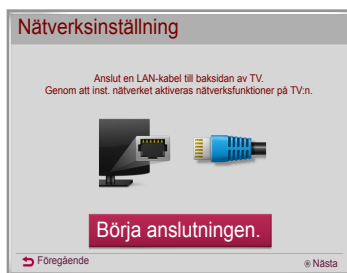 Nätverksinställning
Anslut en LAN-kabel till baksidan av TV.
Genom att inst. nätverket aktiveras nätverksfunktioner på TV:n.
Börja anslutningen.
Föregående
Nästa